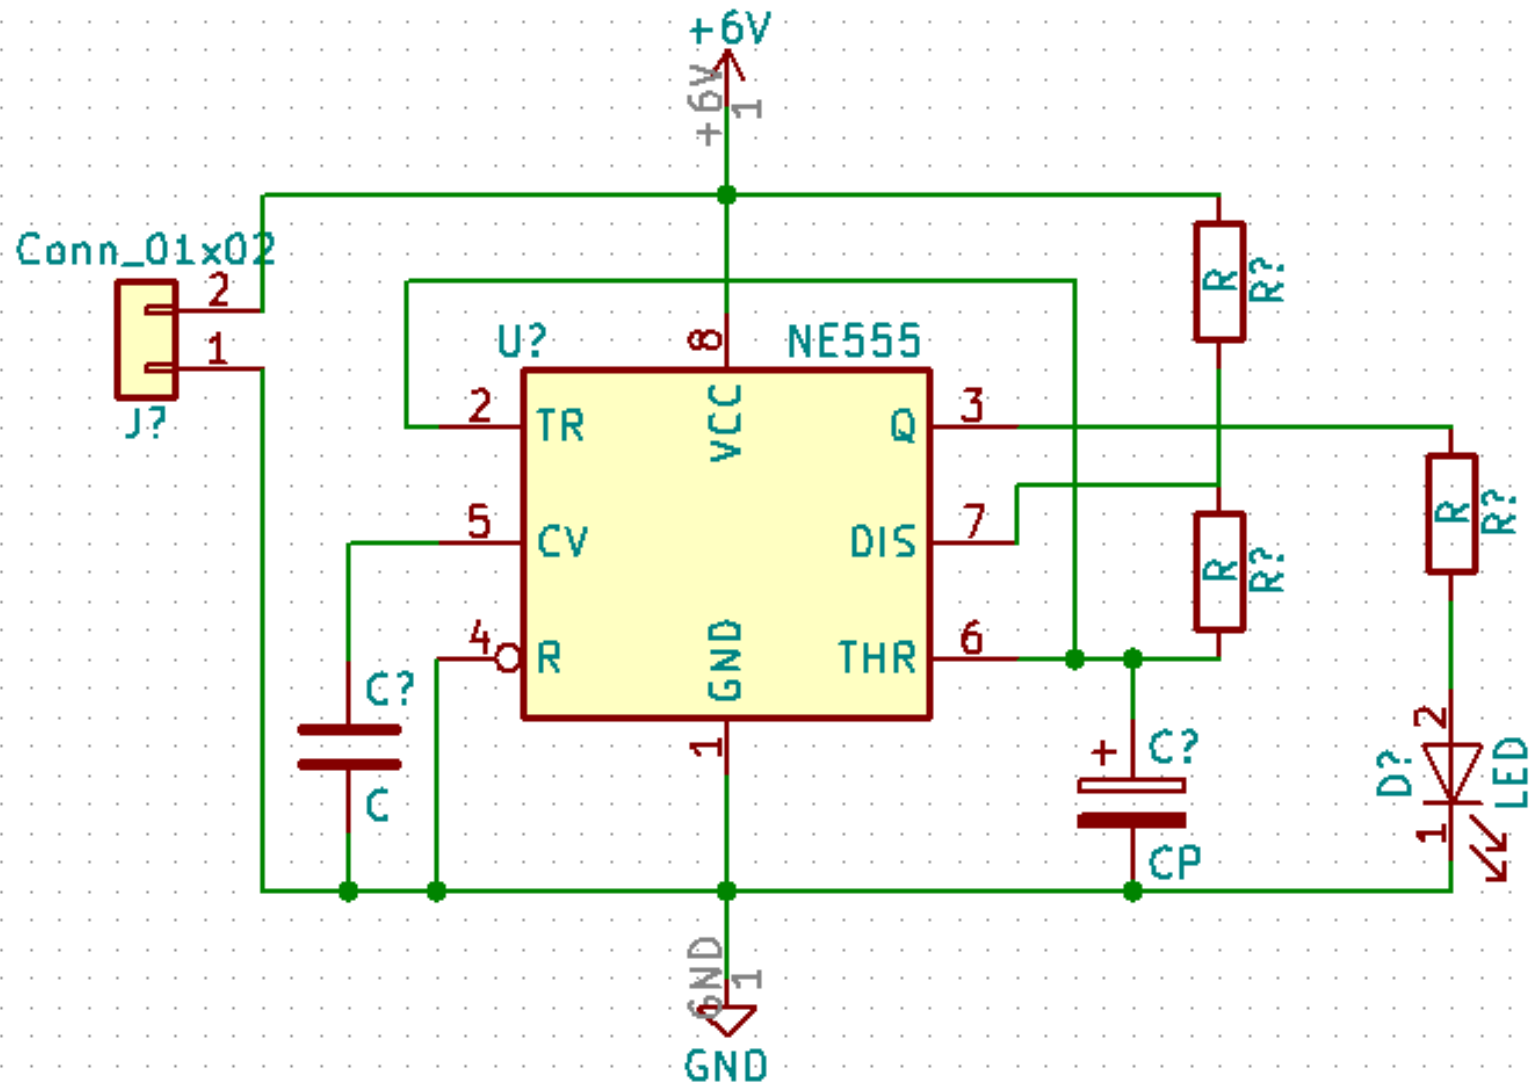 +6V
+6V
1
Conn_01x02
2
1
J?
U?
8
NE555
R
R?
2
TR
VCC
Q
3
5
CV
DIS
7
R
R?
R
R?
4
R
GND
THR
6
C?
C
1
+
C?
CP
2
D?
LED
1
GND
1
GND